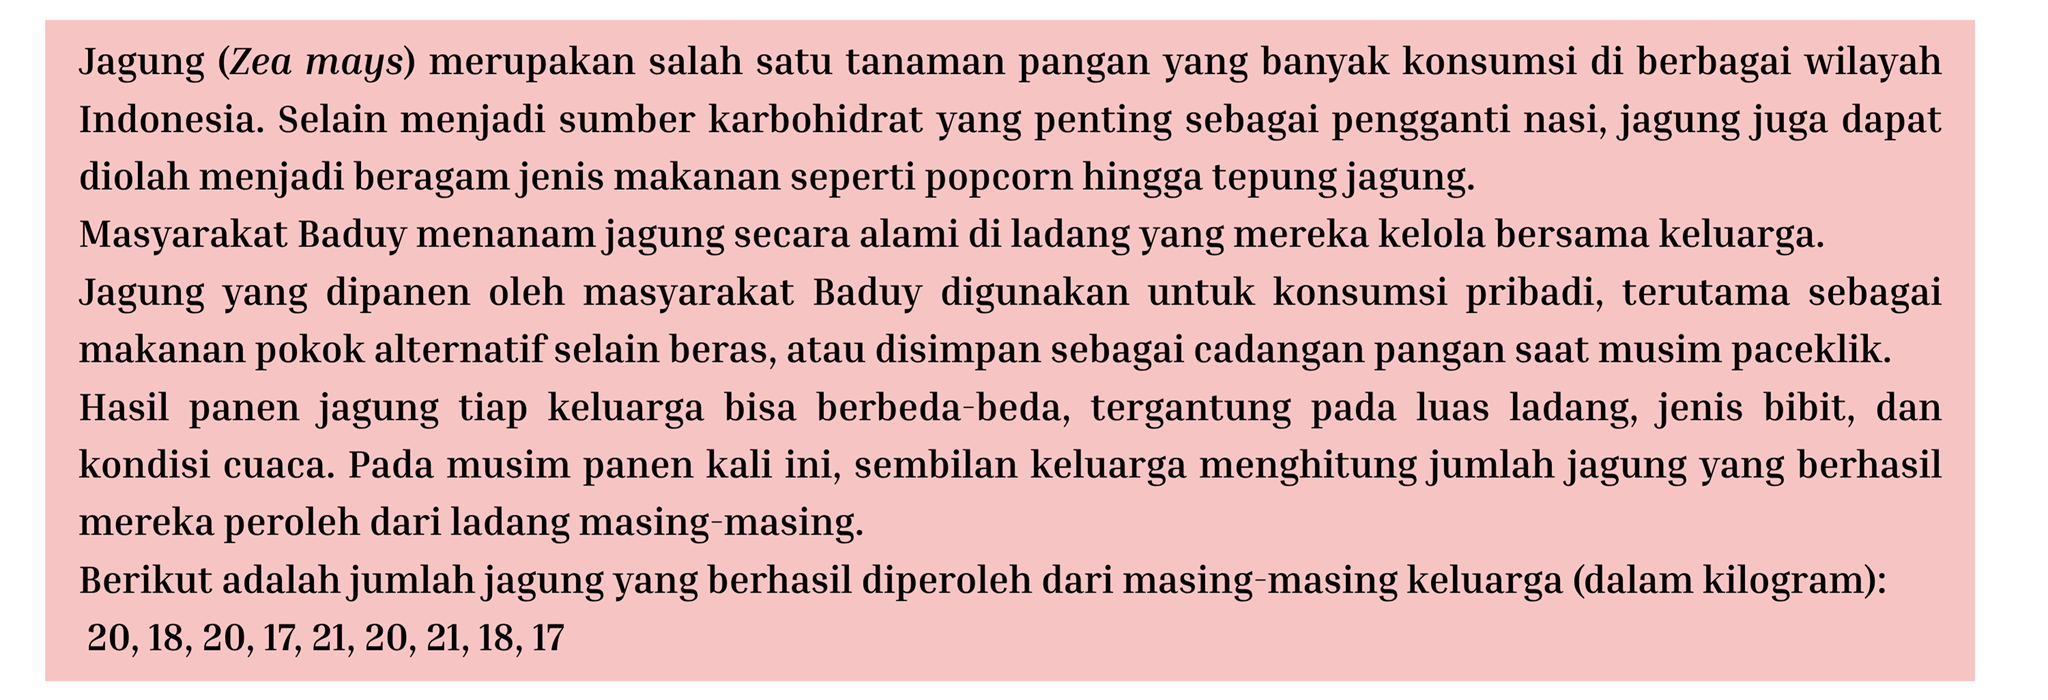 Jagung (Zea mays) merupakan salah satu tanaman pangan yang banyak konsumsi di berbagai wilayah
Indonesia. Selain menjadi sumber karbohidrat yang penting sebagai pengganti nasi, jagung juga dapat
diolah menjadi beragam jenis makanan seperti popcorn hingga tepung jagung.
Masyarakat Baduy menanam jagung secara alami di ladang yang mereka kelola bersama keluarga.
Jagung yang dipanen oleh masyarakat Baduy digunakan untuk konsumsi pribadi, terutama sebagai
makanan pokok alternatif selain beras, atau disimpan sebagai cadangan pangan saat musim paceklik.
Hasil panen jagung tiap keluarga bisa berbeda-beda, tergantung pada luas ladang, jenis bibit, dan
kondisi cuaca. Pada musim panen kali ini, sembilan keluarga menghitung jumlah jagung yang berhasil
mereka peroleh dari ladang masing-masing.
Berikut adalah jumlah jagung yang berhasil diperoleh dari masing-masing keluarga (dalam kilogram):
20, 18, 20, 17, 21, 20, 21, 18, 17